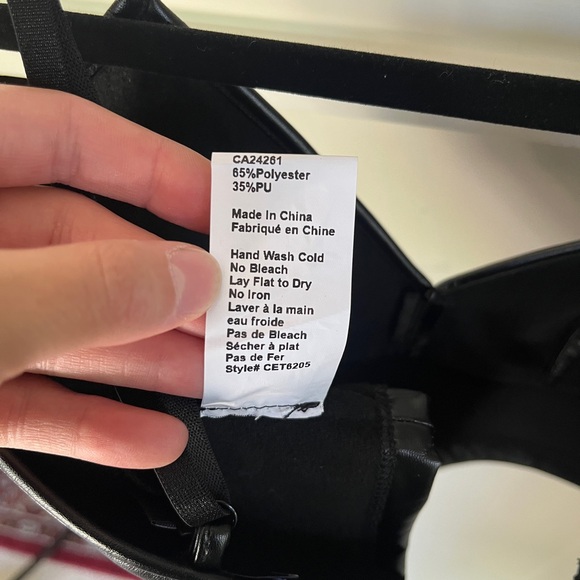 CA24261
65%Polyester
35%PU
Made In China
Fabriqué en Chine
Hand Wash Cold
No Bleach
Lay Flat to Dry
No Iron
Laver à la main
eau froide
Pas de Bleach
Sécher à plat
Pas de Fer
Style# CET6205